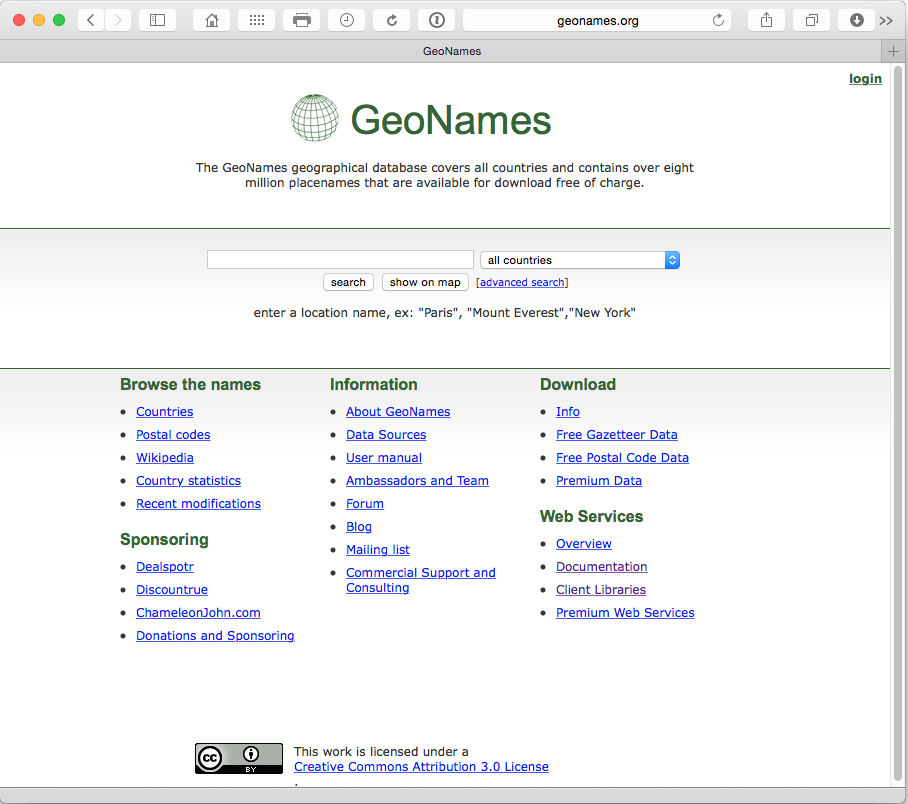 geonames.org
GeoNames
login
GeoNames
The GeoNames geographical database covers all countries and contains over eight
million placenames that are available for download free of charge.
all countries
search show on map [advanced search]
enter a location name, ex: "Paris", "Mount Everest","New York"
Browse the names
Countries
Postal codes
Wikipedia
Country statistics
Recent modifications
Sponsoring
Dealspotr
Discountrue
ChameleonJohn.com
Donations and Sponsoring
Information
About GeoNames
Data Sources
User manual
Ambassadors and Team
Forum
Blog
Mailing list
Commercial Support and
Consulting
Download
Info
Free Gazetteer Data
Free Postal Code Data
Premium Data
Web Services
Overview
Documentation
Client Libraries
Premium Web Services
cc
BY
This work is licensed under a
Creative Commons Attribution 3.0 License
.